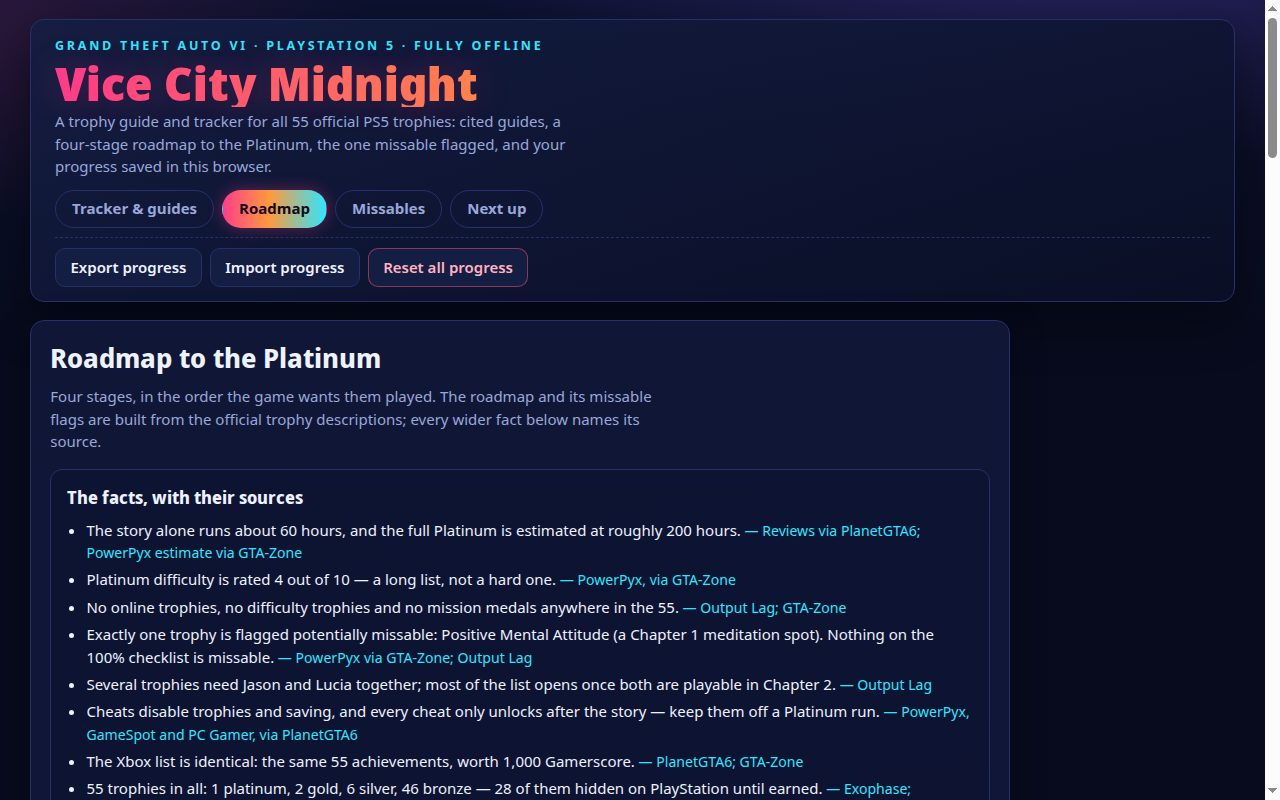 GRAND THEFT AUTO VI · PLAYSTATION 5 · FULLY OFFLINE
Vice City Midnight
A trophy guide and tracker for all 55 official PS5 trophies: cited guides, a
four-stage roadmap to the Platinum, the one missable flagged, and your
progress saved in this browser.
Tracker & guides
Roadmap
Missables
Next up
Export progress
Import progress
Reset all progress
Roadmap to the Platinum
Four stages, in the order the game wants them played. The roadmap and its missable
flags are built from the official trophy descriptions; every wider fact below names its
source.
The facts, with their sources
• The story alone runs about 60 hours, and the full Platinum is estimated at roughly 200 hours. — Reviews via PlanetGTA6;
PowerPyx estimate via GTA-Zone
• Platinum difficulty is rated 4 out of 10 — a long list, not a hard one. — PowerPyx, via GTA-Zone
• No online trophies, no difficulty trophies and no mission medals anywhere in the 55. — Output Lag; GTA-Zone
• Exactly one trophy is flagged potentially missable: Positive Mental Attitude (a Chapter 1 meditation spot). Nothing on the
100% checklist is missable. — PowerPyx via GTA-Zone; Output Lag
• Several trophies need Jason and Lucia together; most of the list opens once both are playable in Chapter 2. — Output Lag
• Cheats disable trophies and saving, and every cheat only unlocks after the story — keep them off a Platinum run. — PowerPyx,
GameSpot and PC Gamer, via PlanetGTA6
• The Xbox list is identical: the same 55 achievements, worth 1,000 Gamerscore. — PlanetGTA6; GTA-Zone
• 55 trophies in all: 1 platinum, 2 gold, 6 silver, 46 bronze — 28 of them hidden on PlayStation until earned. — Exophase;